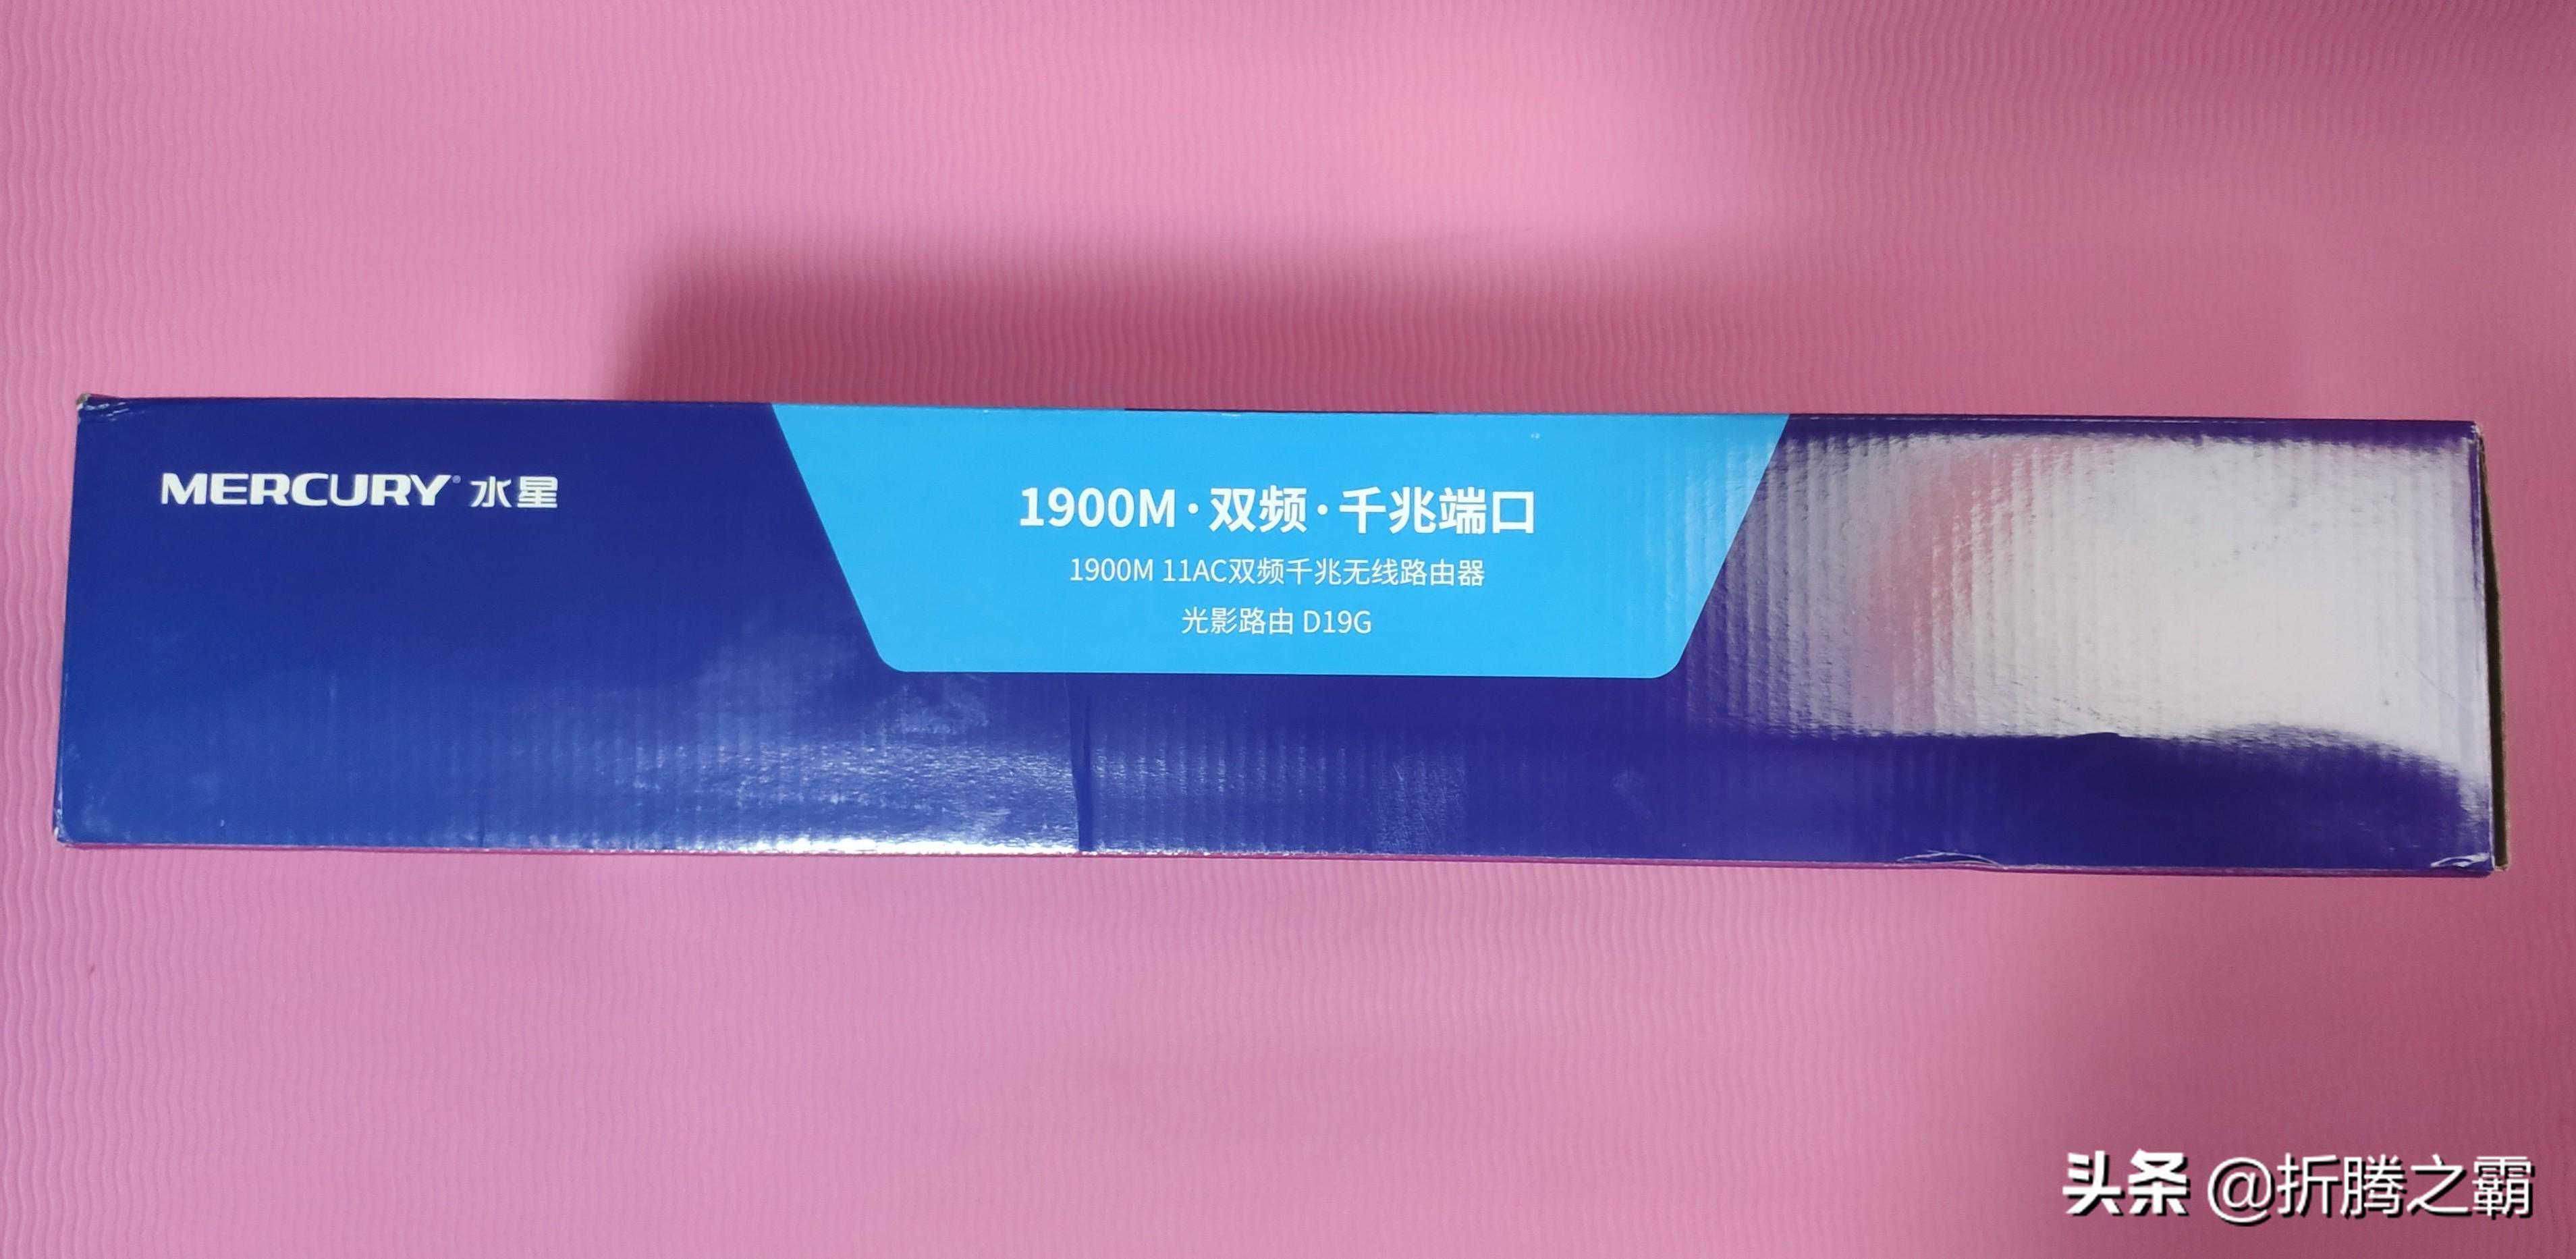 MERCURY® 水星
1900M·双频·千兆端口
1900M 11AC双频千兆无线路由器
光影路由 D19G
头条 @折腾之霸